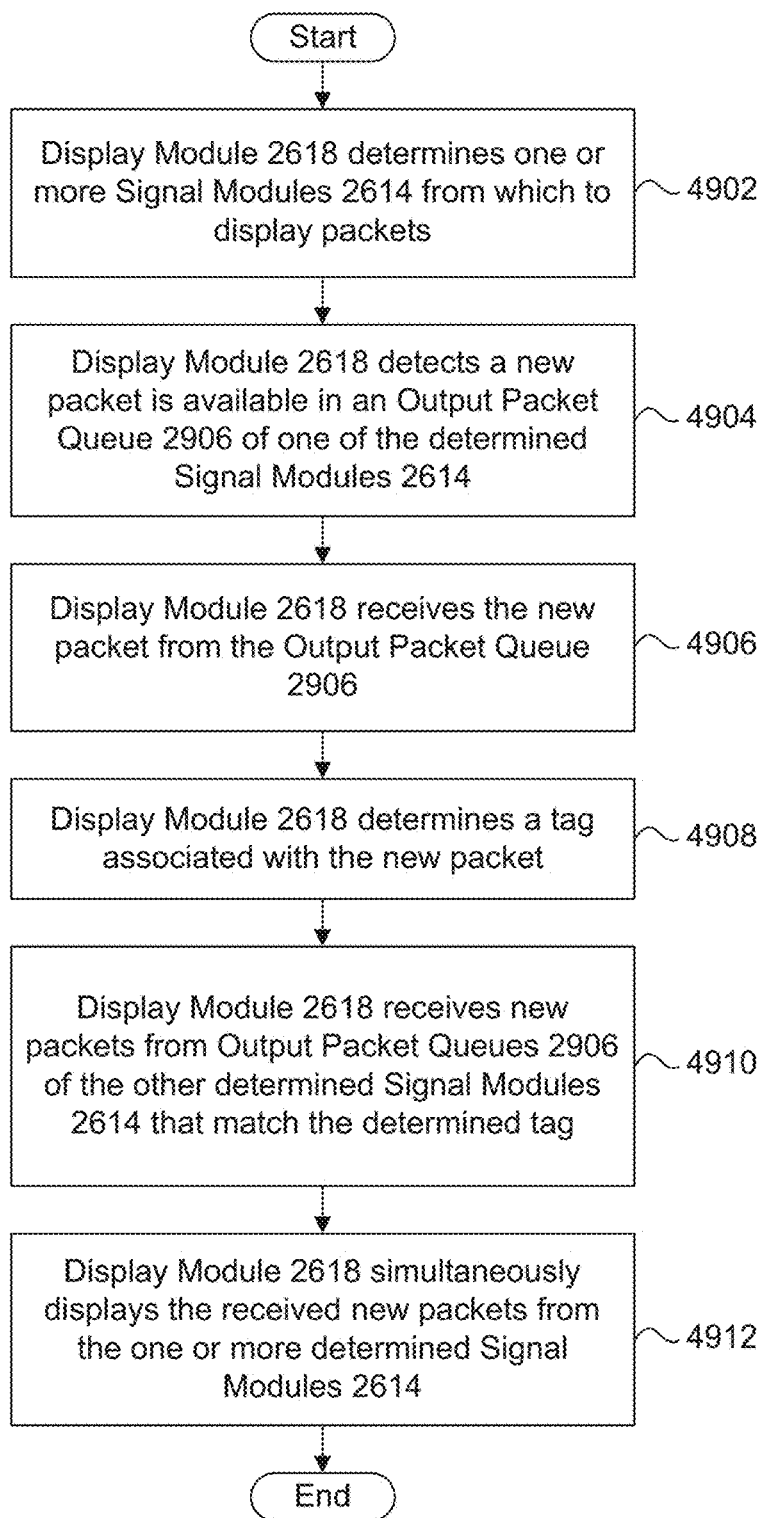 Start
Display Module 2618 determines one or
more Signal Modules 2614 from which to
display packets
4902
Display Module 2618 detects a new
packet is available in an Output Packet
Queue 2906 of one of the determined
Signal Modules 2614
4904
Display Module 2618 receives the new
packet from the Output Packet Queue
2906
4906
Display Module 2618 determines a tag
associated with the new packet
4908
Display Module 2618 receives new
packets from Output Packet Queues 2906
of the other determined Signal Modules
2614 that match the determined tag
4910
Display Module 2618 simultaneously
displays the received new packets from
the one or more determined Signal
Modules 2614
4912
End